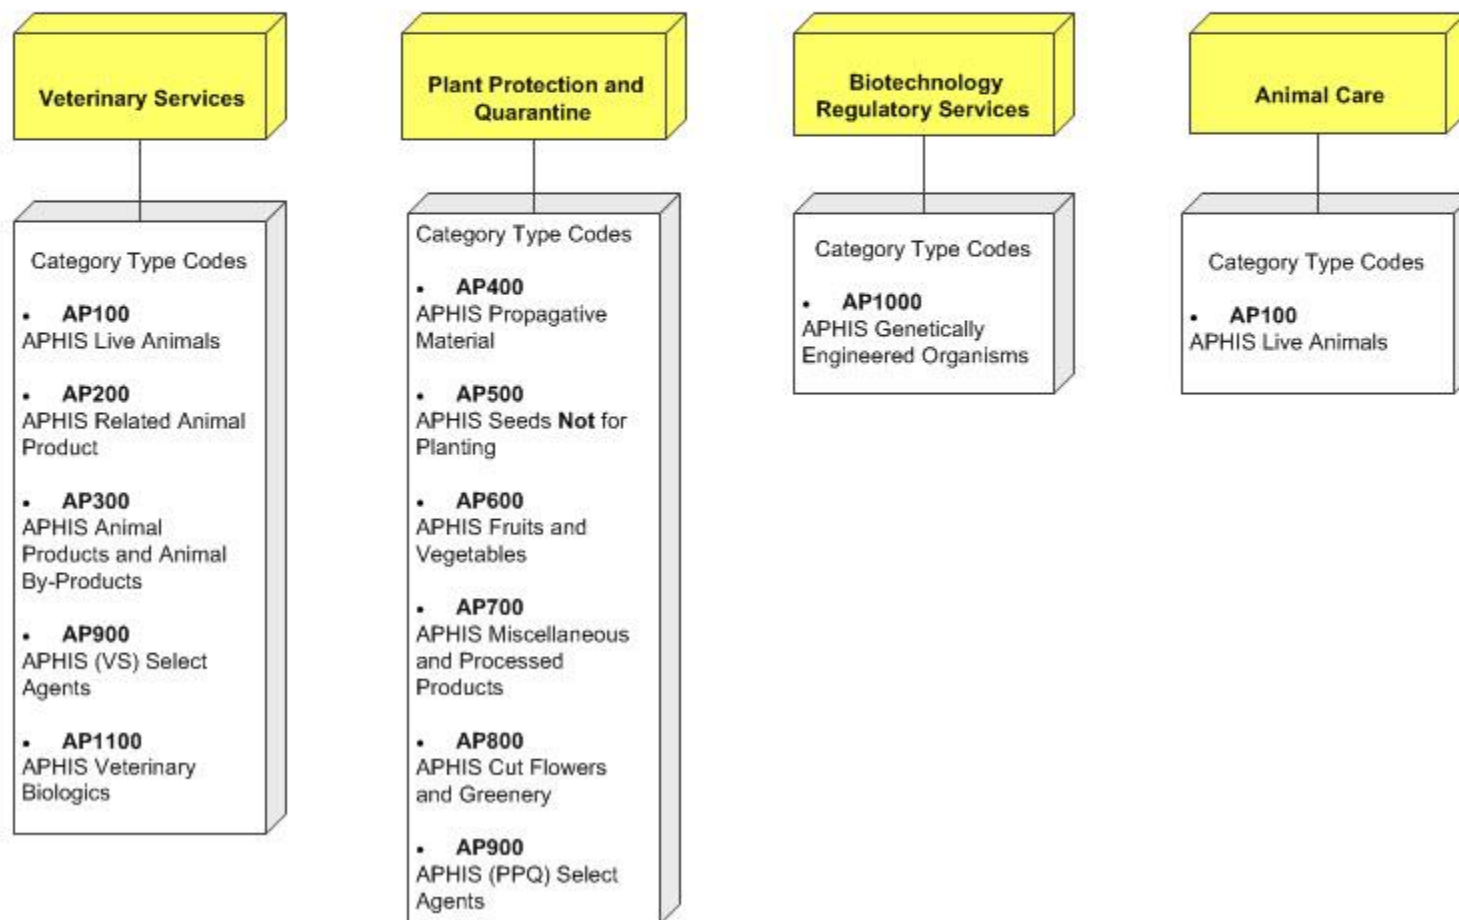 Veterinary Services
Category Type Codes
• AP100
APHIS Live Animals
• AP200
APHIS Related Animal
Product
• AP300
APHIS Animal
Products and Animal
By-Products
• AP900
APHIS (VS) Select
Agents
• AP1100
APHIS Veterinary
Biologics
Plant Protection and
Quarantine
Category Type Codes
• AP400
APHIS Propagative
Material
• AP500
APHIS Seeds Not for
Planting
• AP600
APHIS Fruits and
Vegetables
• AP700
APHIS Miscellaneous
and Processed
Products
• AP800
APHIS Cut Flowers
and Greenery
• AP900
APHIS (PPQ) Select
Agents
Biotechnology
Regulatory Services
Category Type Codes
• AP1000
APHIS Genetically
Engineered Organisms
Animal Care
Category Type Codes
• AP100
APHIS Live Animals